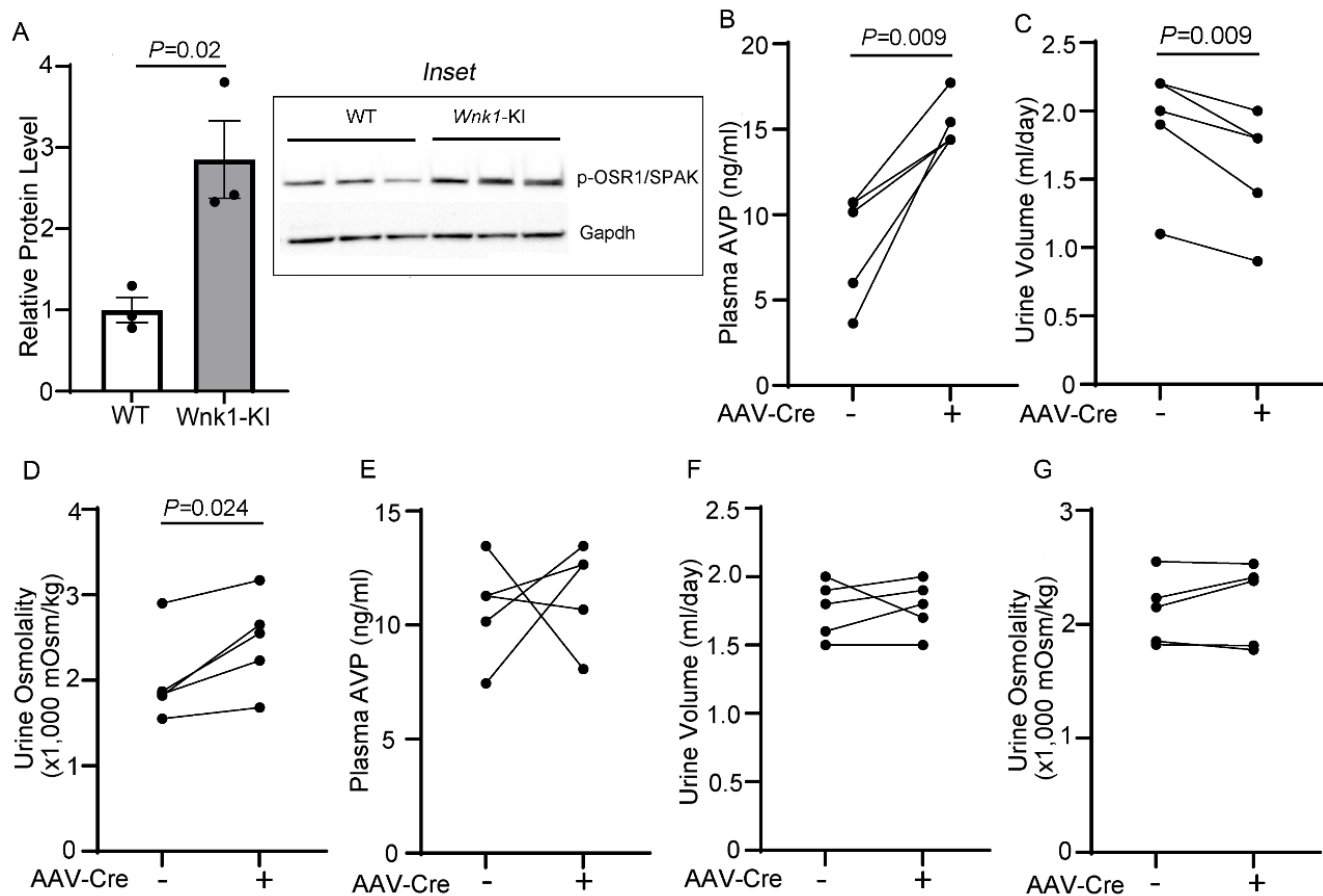 A
P=0.02
Relative Protein Level
4
3
2
1
0
WT
Wnk1-KI
Inset
WT
Wnk1-KI
p-OSR1/SPAK
Gapdh
B
P=0.009
Plasma AVP (ng/ml)
20
15
10
5
0
AAV-Cre - +
C
P=0.009
Urine Volume (ml/day)
2.5
2.0
1.5
1.0
0.5
0
AAV-Cre - +
D
P=0.024
Urine Osmolality
(x1,000 mOsm/kg)
4
3
2
1
0
AAV-Cre - +
E
Plasma AVP (ng/ml)
15
10
5
0
AAV-Cre - +
F
Urine Volume (ml/day)
2.5
2.0
1.5
1.0
0.5
0
AAV-Cre - +
G
Urine Osmolality
(x1,000 mOsm/kg)
3
2
1
0
AAV-Cre - +